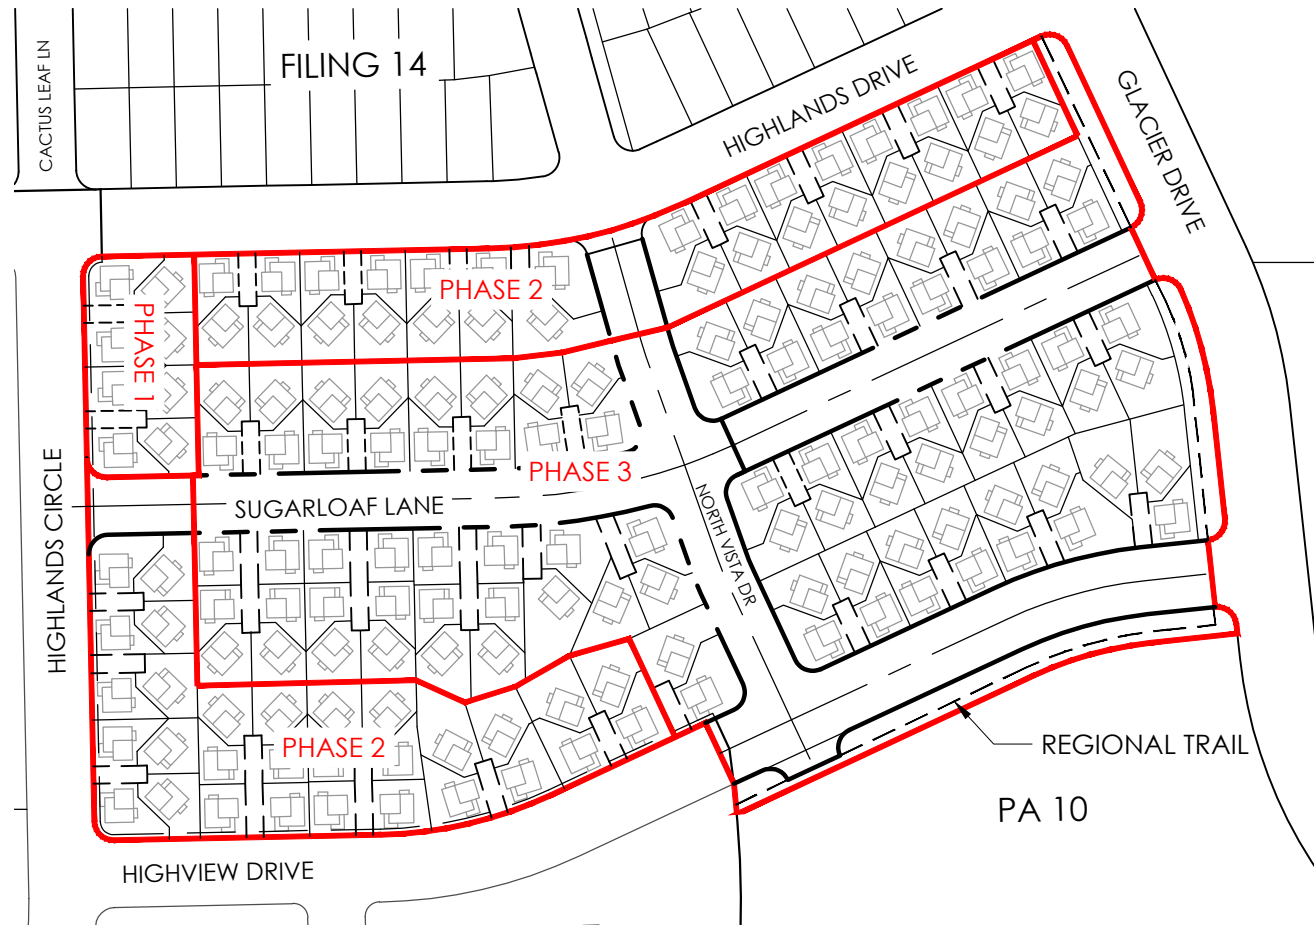 CACTUS LEAF LN
FILING 14
HIGHLANDS DRIVE
GLACIER DRIVE
PHASE 2
PHASE 1
PHASE 3
HIGHLANDS CIRCLE
SUGARLOAF LANE
NORTH VISTA DR
PHASE 2
REGIONAL TRAIL
PA 10
HIGHVIEW DRIVE